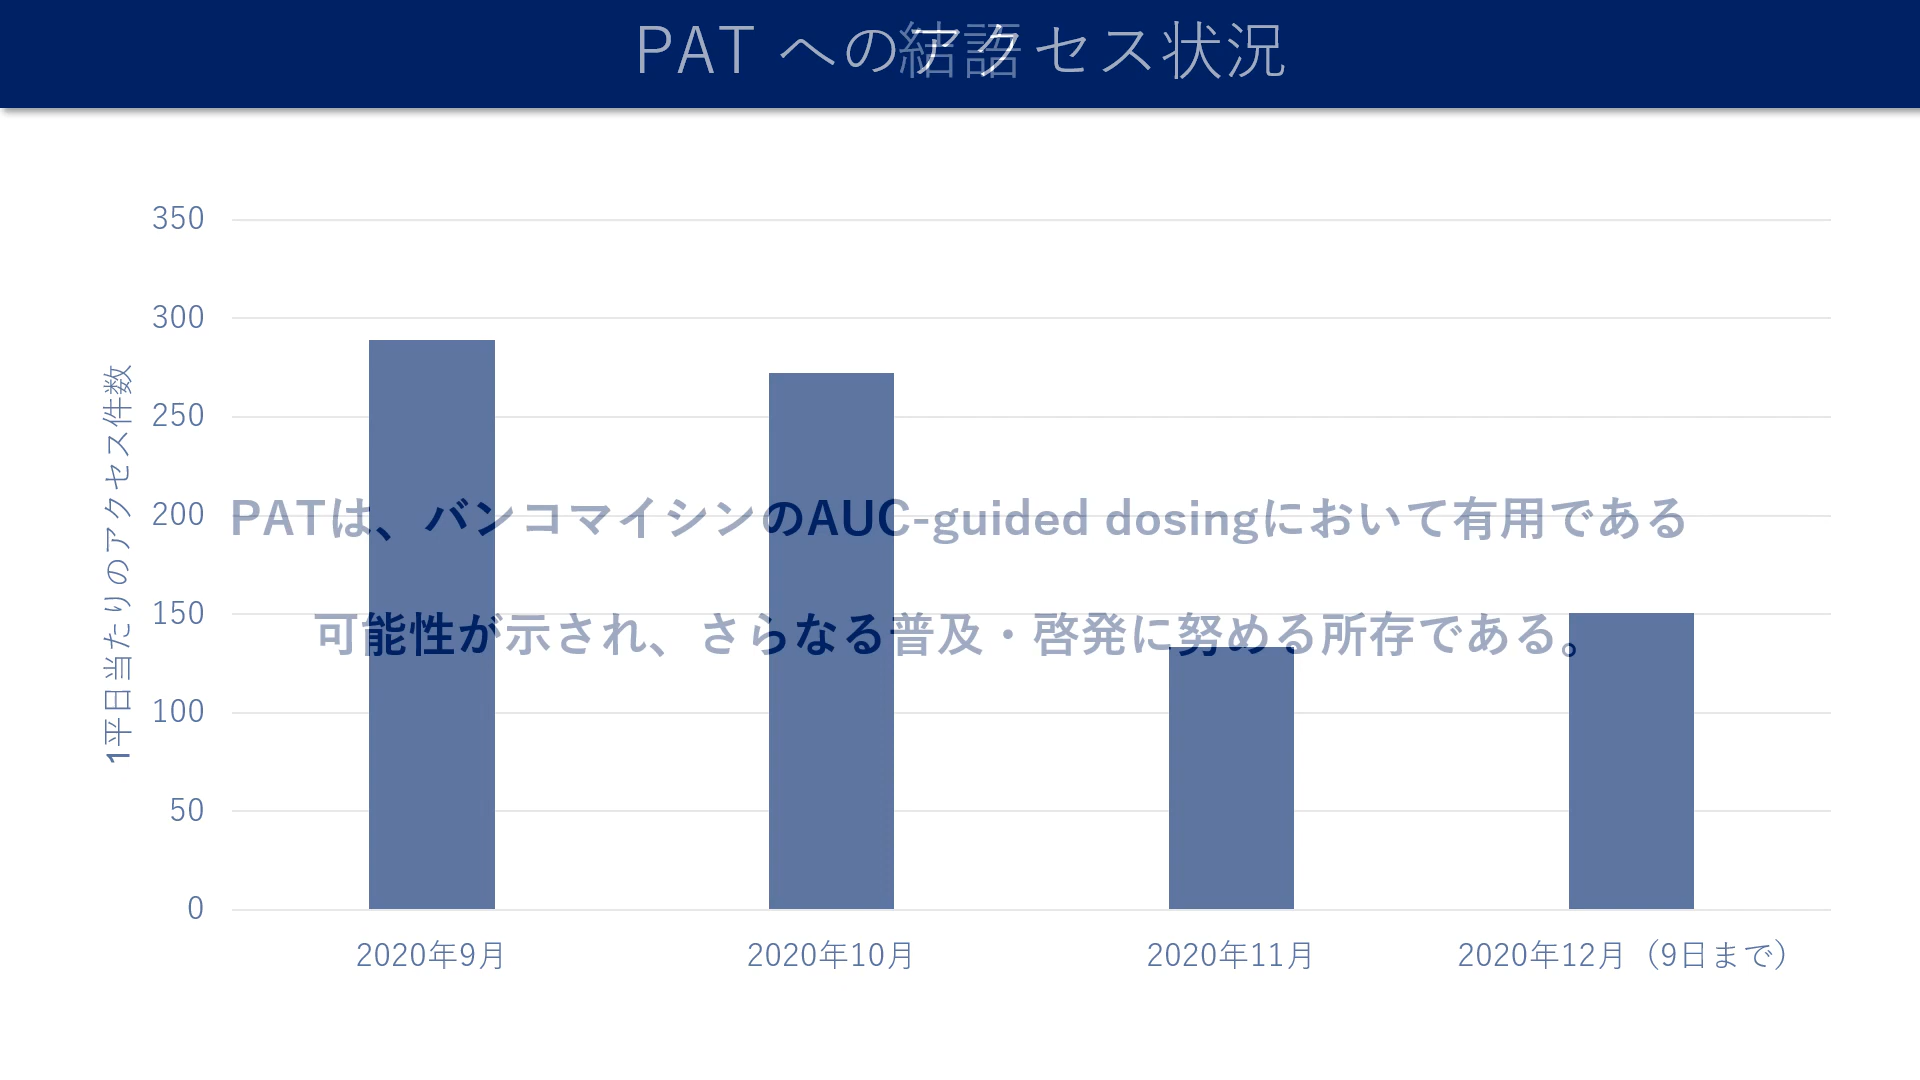 PAT へのアクセス状況
結語
350
300
250
200
150
100
50
0
1平日当たりのアクセス件数
PATは、バンコマイシンのAUC-guided dosingにおいて有用である
可能性が示され、さらなる普及・啓発に努める所存である。
2020年9月
2020年10月
2020年11月
2020年12月（9日まで）